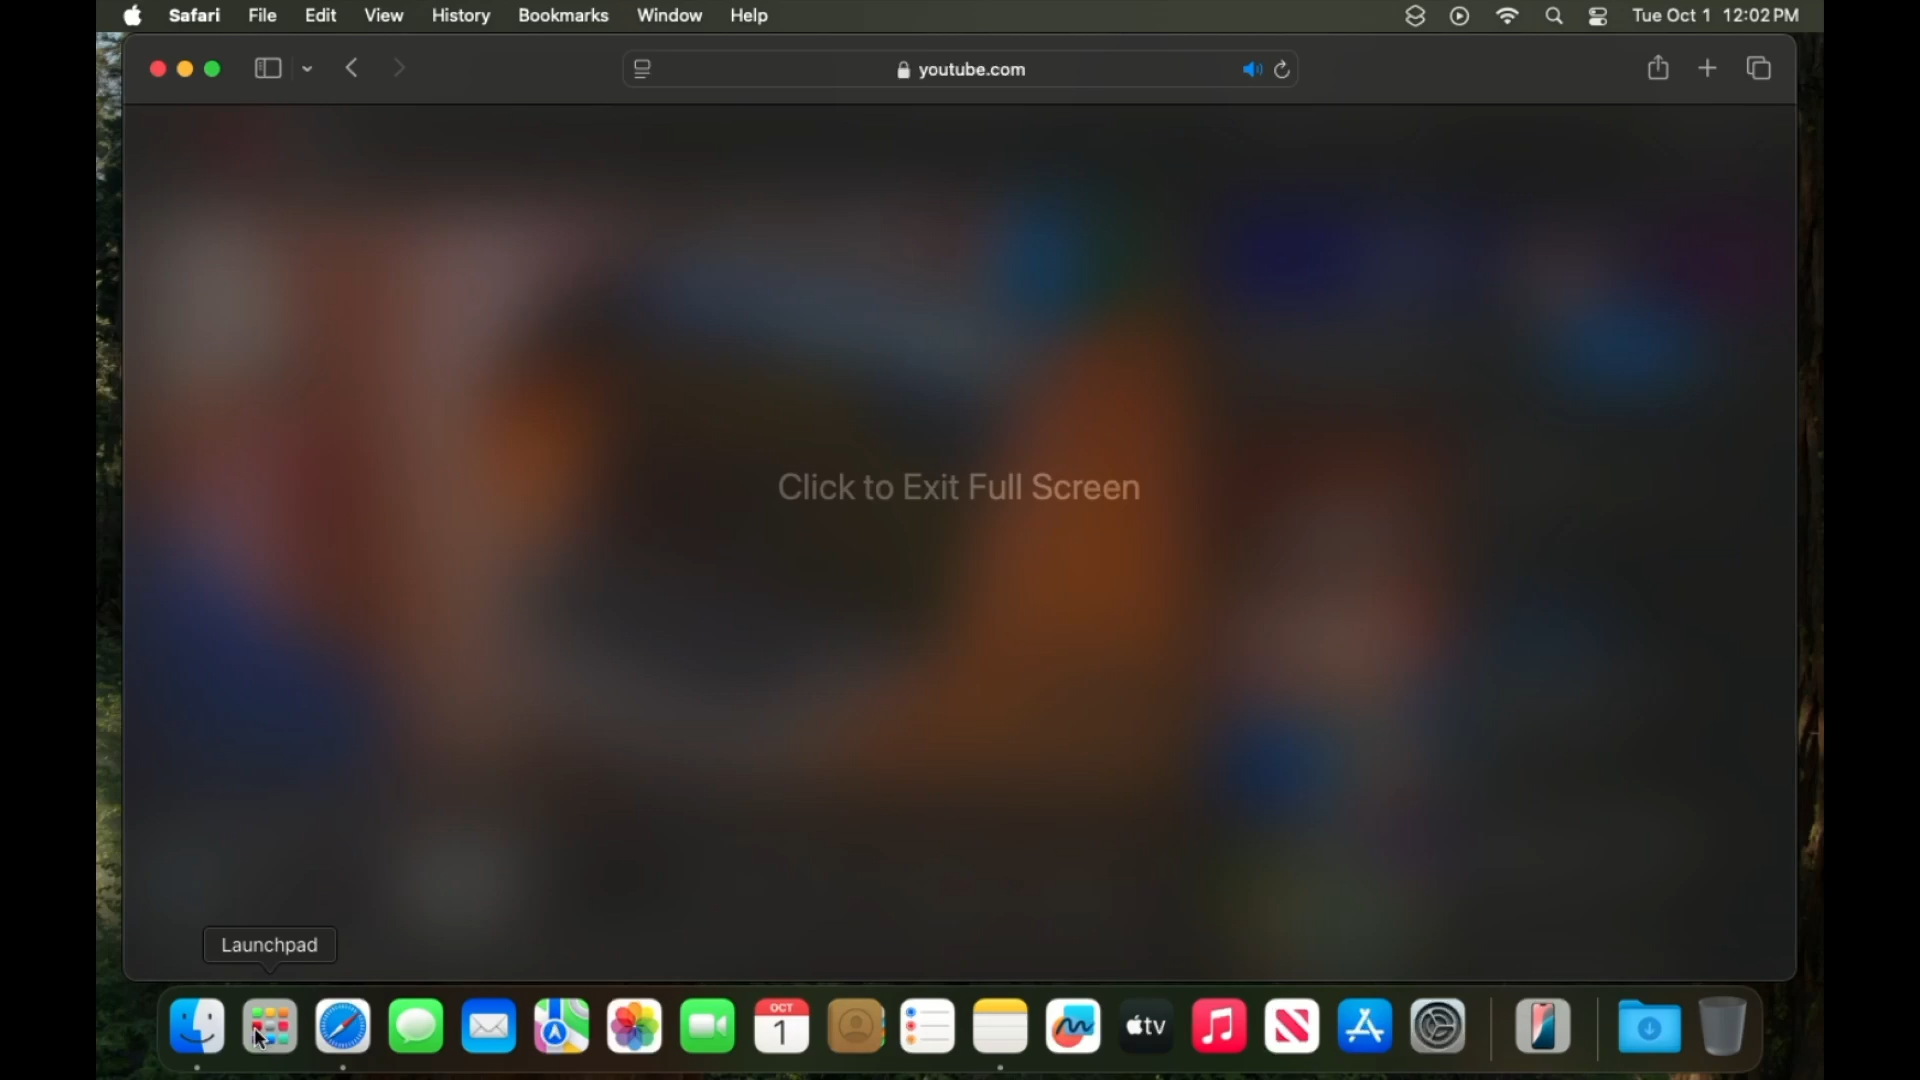 Safari File Edit View History Bookmarks Window Help Tue Oct 1 12:02 PM
youtube.com
Click to Exit Full Screen
Launchpad
OCT
1
tv